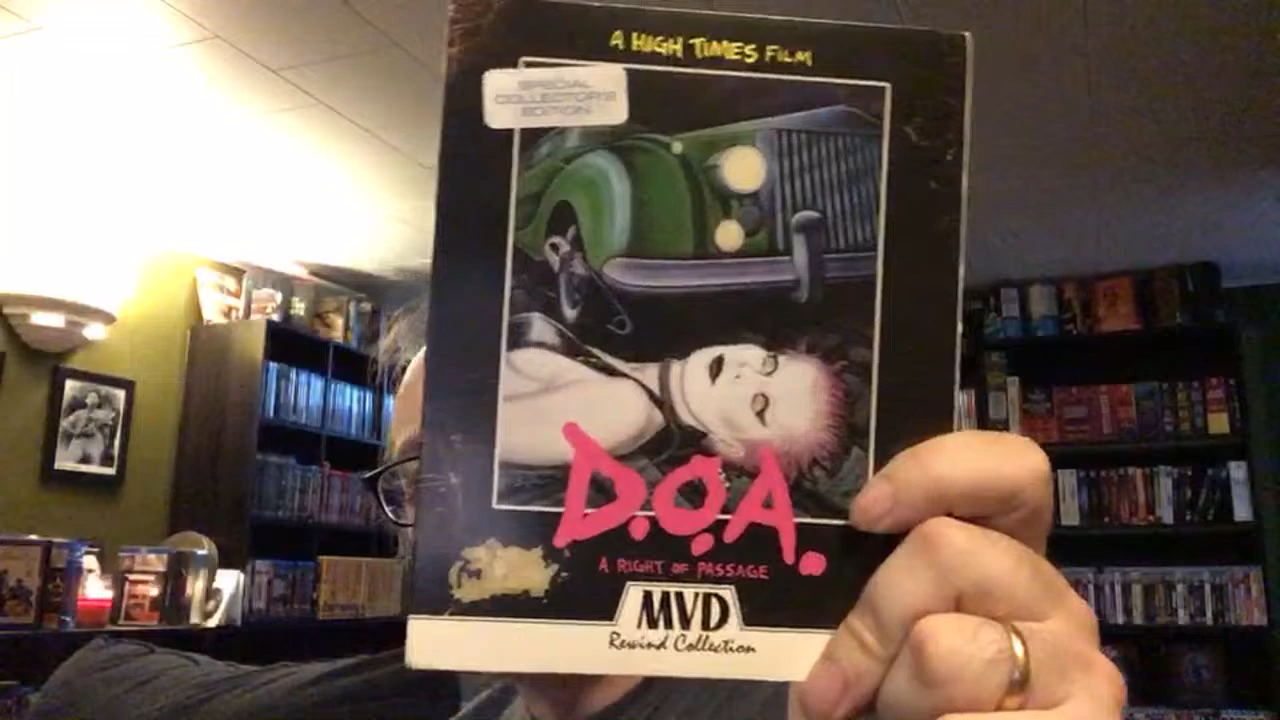 A HIGH TIMES FILM
SPECIAL
COLLECTOR'S
EDITION
D.O.A.
A RIGHT OF PASSAGE
MVD
Rewind Collection